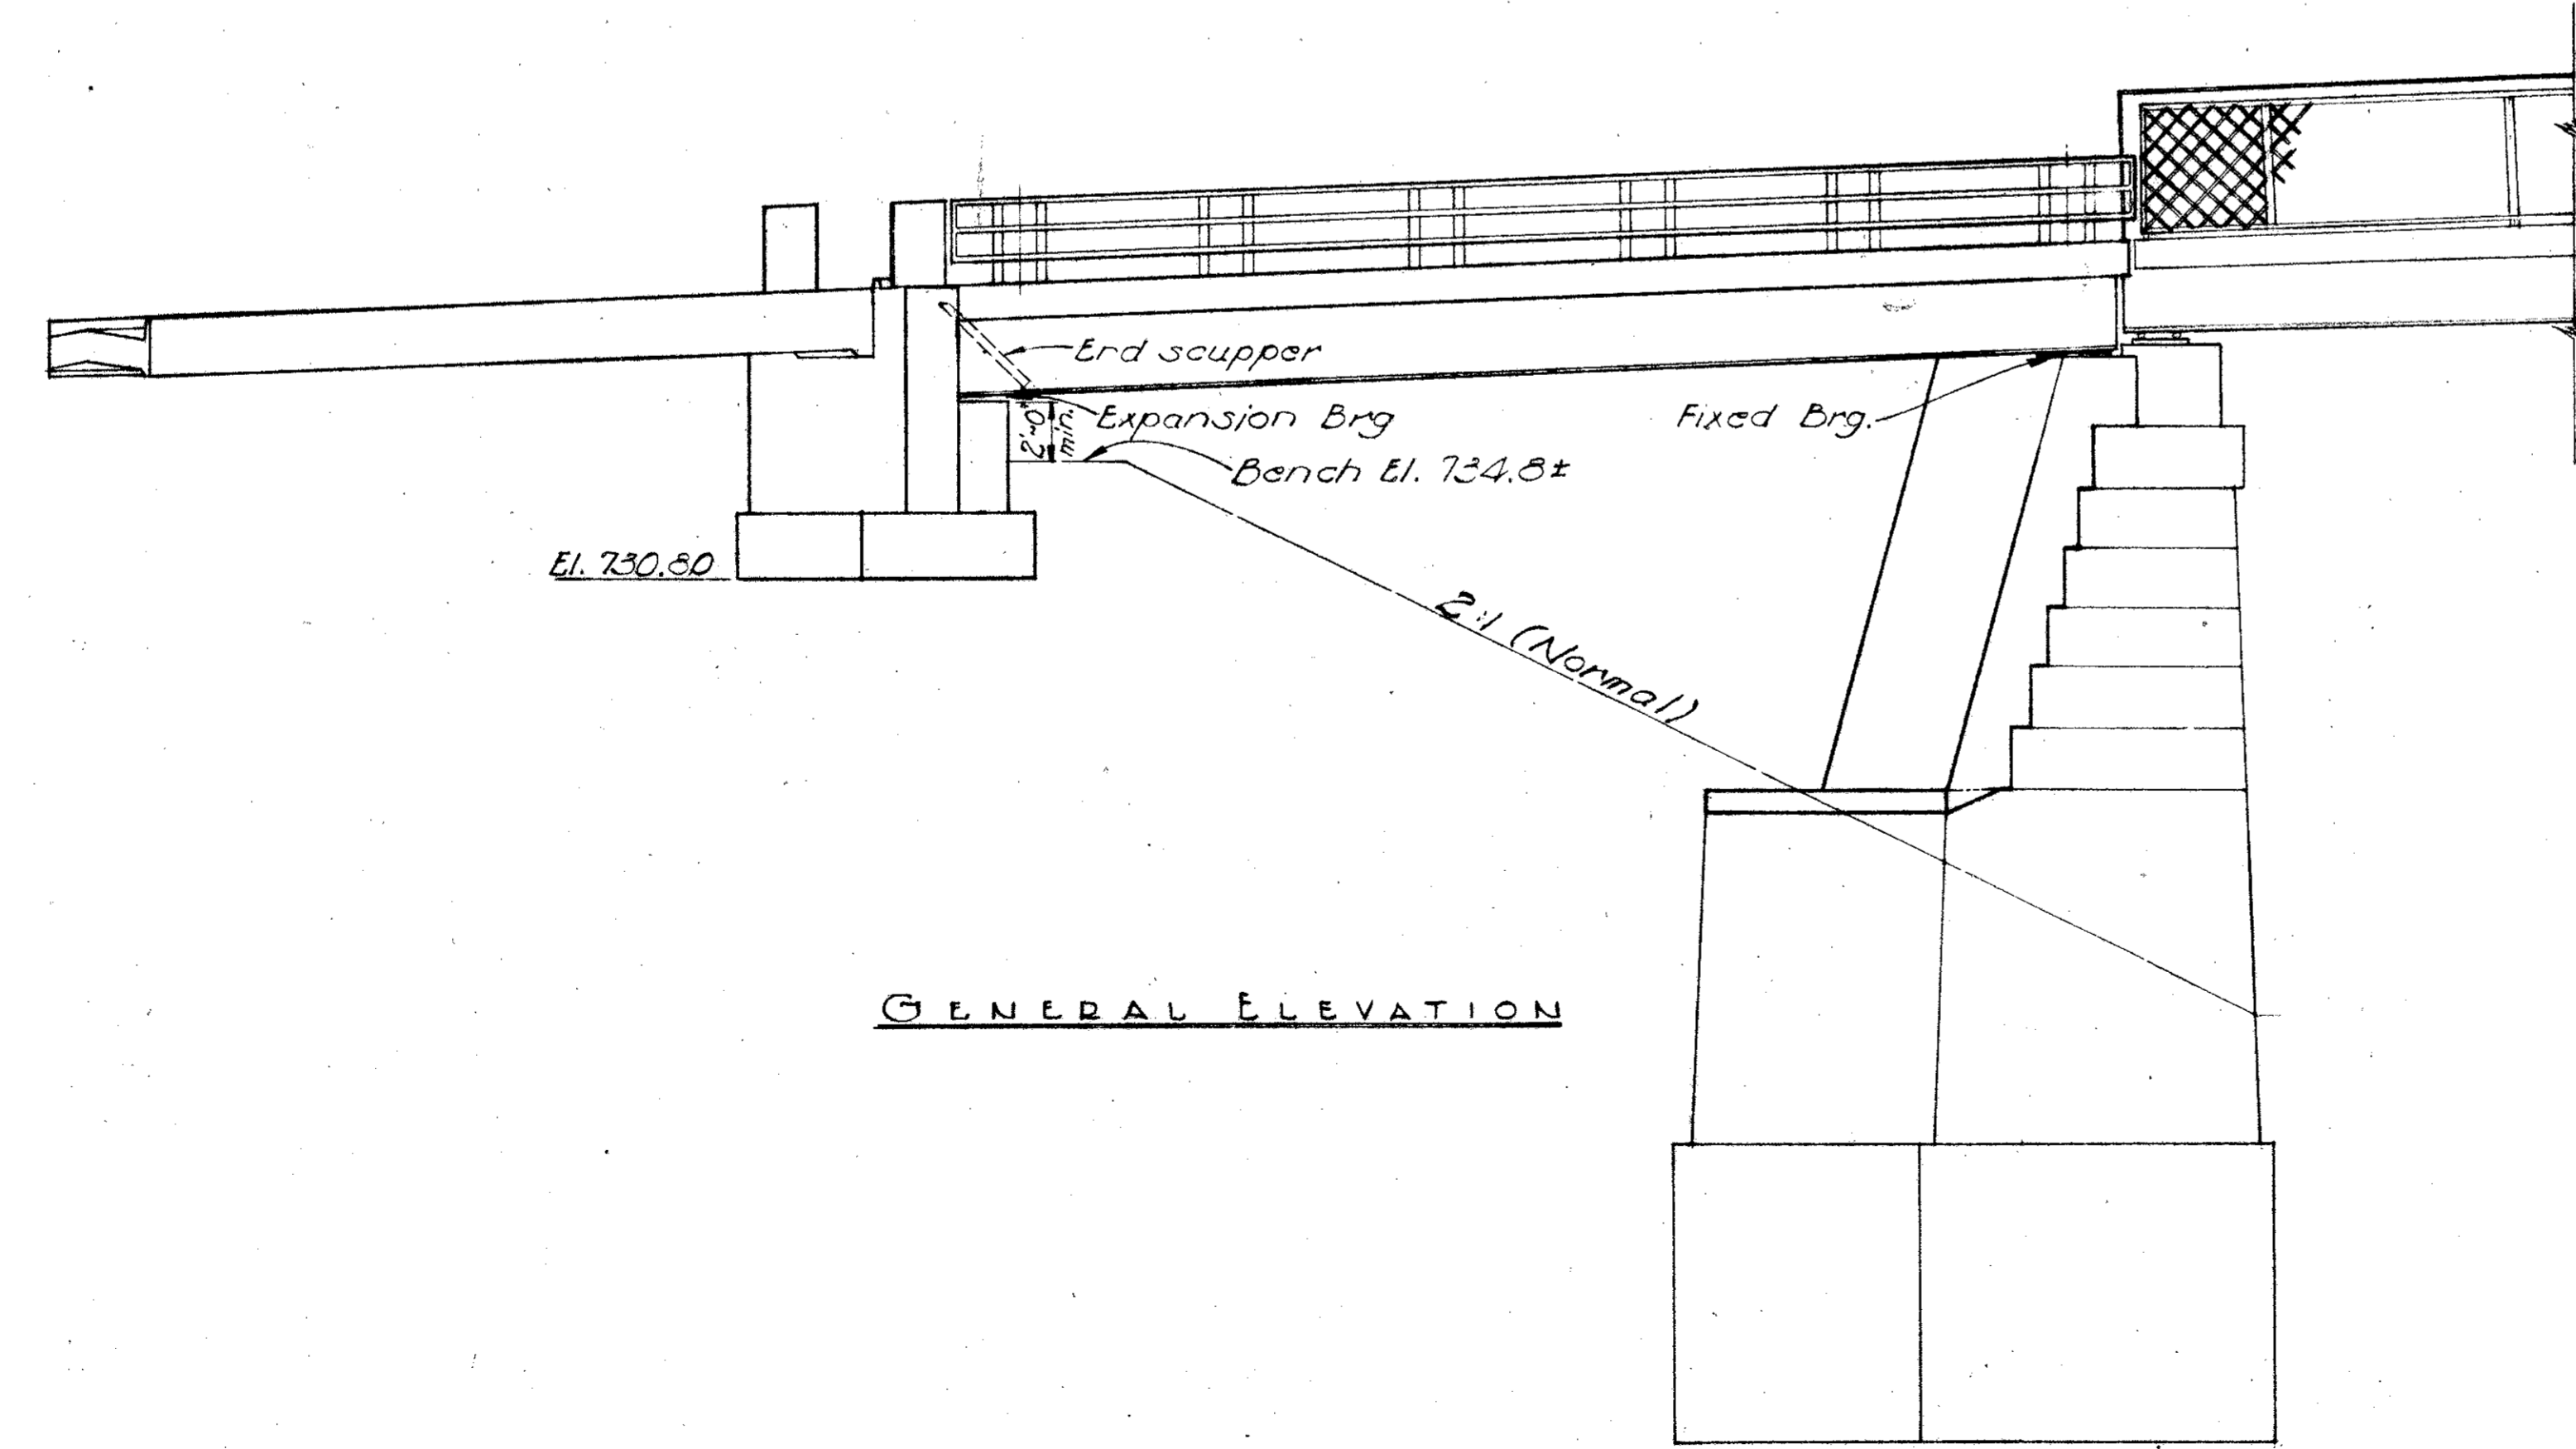 End scupper
Expansion Brg
2'-0"
min.
Fixed Brg.
Bench El. 734.8±
El. 730.80
2:1 (Normal)
GENERAL ELEVATION